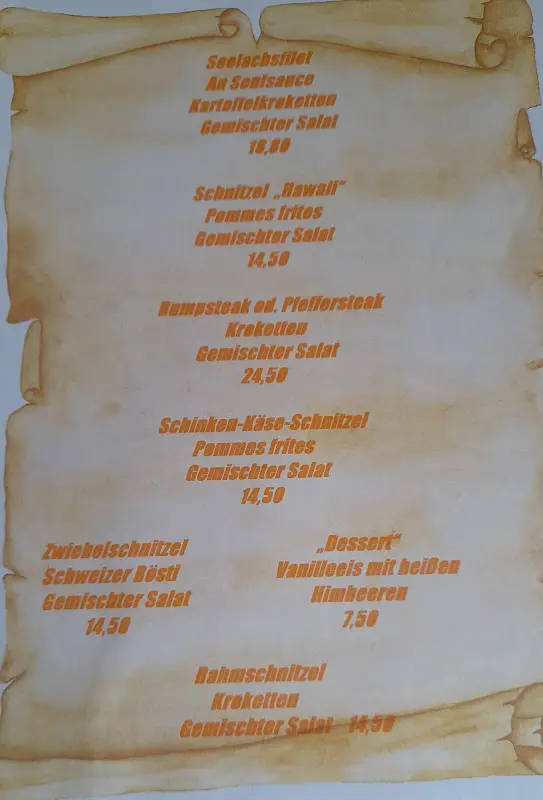 Seelachsfilet
An Senfsauce
Kartoffelkroketten
Gemischter Salat
18,80
Schnitzel „Hawaii“
Pommes frites
Gemischter Salat
14,50
Rumpsteak od. Pfeffersteak
Kroketten
Gemischter Salat
24,50
Schinken-Käse-Schnitzel
Pommes frites
Gemischter Salat
14,50
Zwiebelschnitzel
Schweizer Rösti
Gemischter Salat
14,50
„Dessert“
Vanilleeis mit heißen
Himbeeren
7,50
Rahmschnitzel
Kroketten
Gemischter Salat 14,50